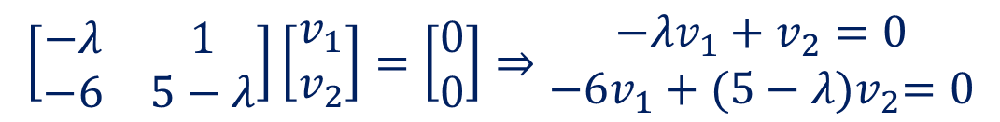 [−λ 1] [v₁] = [0] ⇒ −λv₁ + v₂ = 0
[−6 5 − λ] [v₂] [0] −6v₁ + (5 − λ)v₂= 0